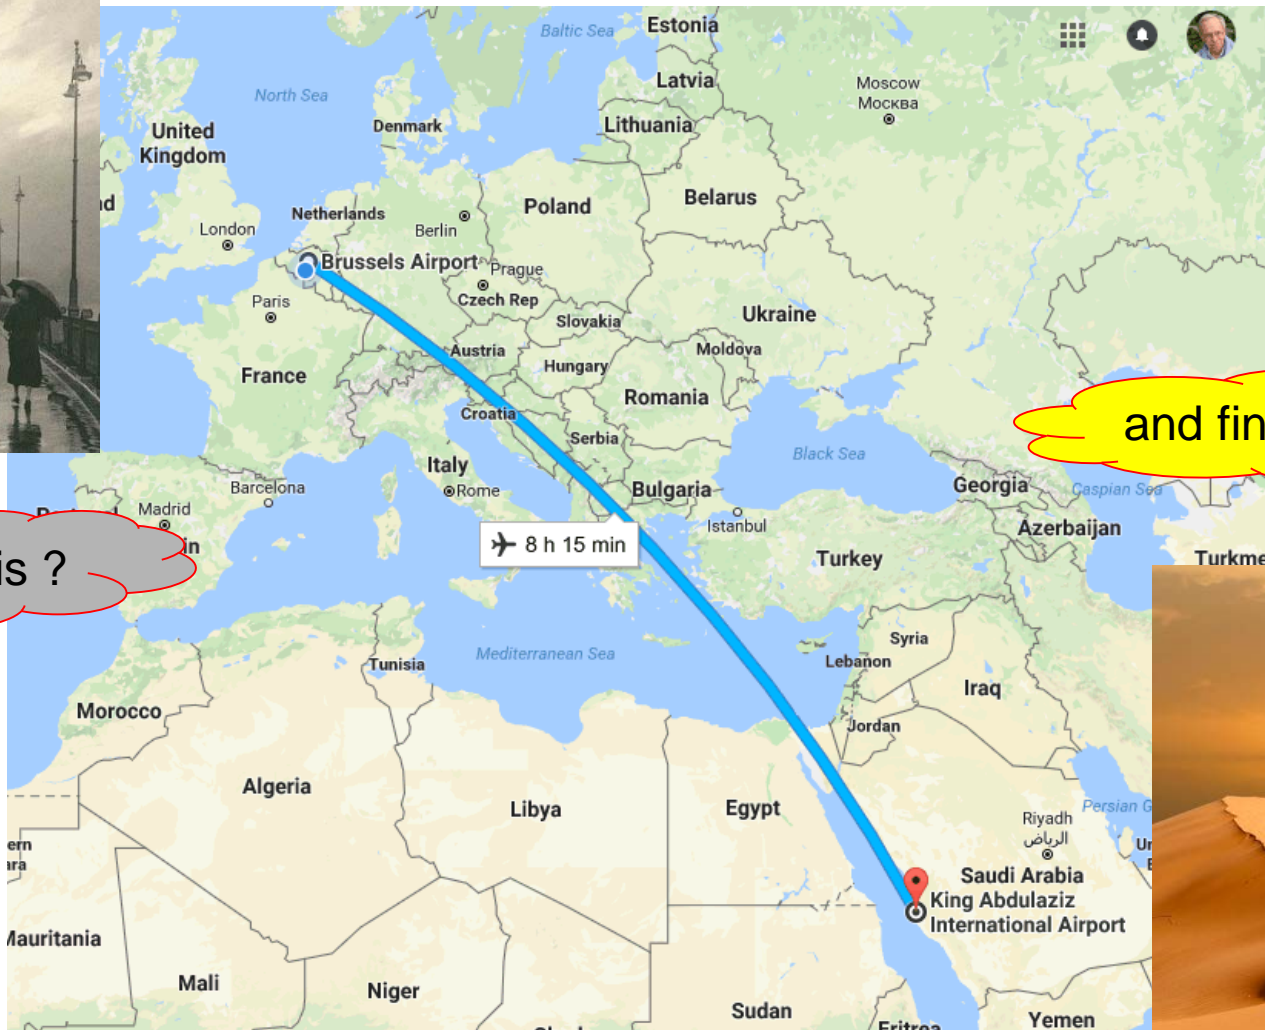 Baltic Sea
Estonia
Latvia
Moscow
Москва
North Sea
Denmark
Lithuania
United
Kingdom
Belarus
Netherlands
Poland
London
Berlin
Brussels Airport
Prague
Paris
Czech Rep
Ukraine
Slovakia
Austria
Moldova
Hungary
France
Romania
Croatia
and fin
Serbia
Black Sea
Italy
Barcelona
Rome
Bulgaria
Georgia
Caspian Sea
Madrid
Istanbul
Azerbaijan
8 h 15 min
Turkey
Turkme
is ?
Syria
Mediterranean Sea
Lebanon
Tunisia
Iraq
Morocco
Jordan
Algeria
Libya
Egypt
Persian G
Riyadh
الرياض
Saudi Arabia
King Abdulaziz
International Airport
Mauritania
Mali
Niger
Sudan
Eritrea
Yemen